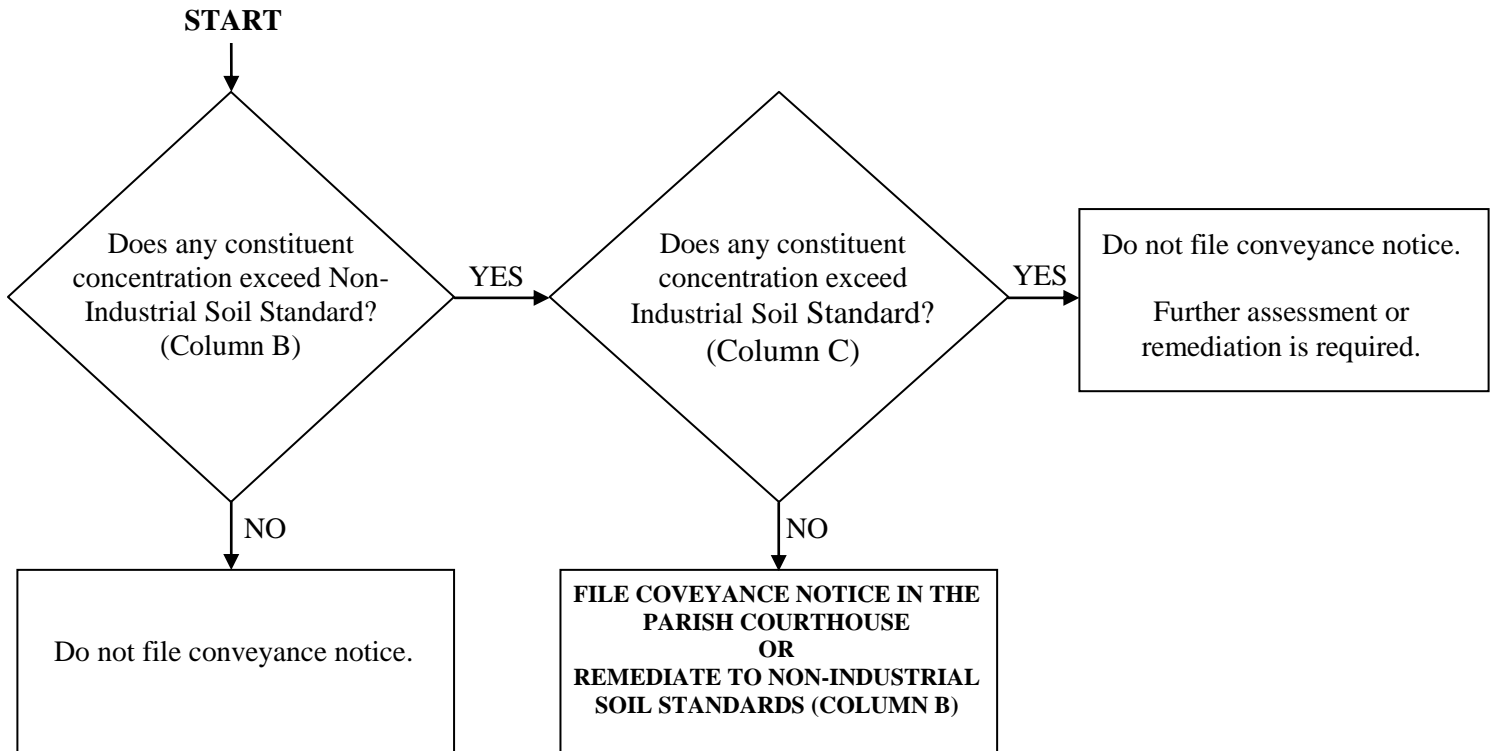 START
Does any constituent
concentration exceed Non-
Industrial Soil Standard?
(Column B)
YES
Does any constituent
concentration exceed
Industrial Soil Standard?
(Column C)
YES
Do not file conveyance notice.
Further assessment or
remediation is required.
NO
NO
Do not file conveyance notice.
FILE COVEYANCE NOTICE IN THE
PARISH COURTHOUSE
OR
REMEDIATE TO NON-INDUSTRIAL
SOIL STANDARDS (COLUMN B)